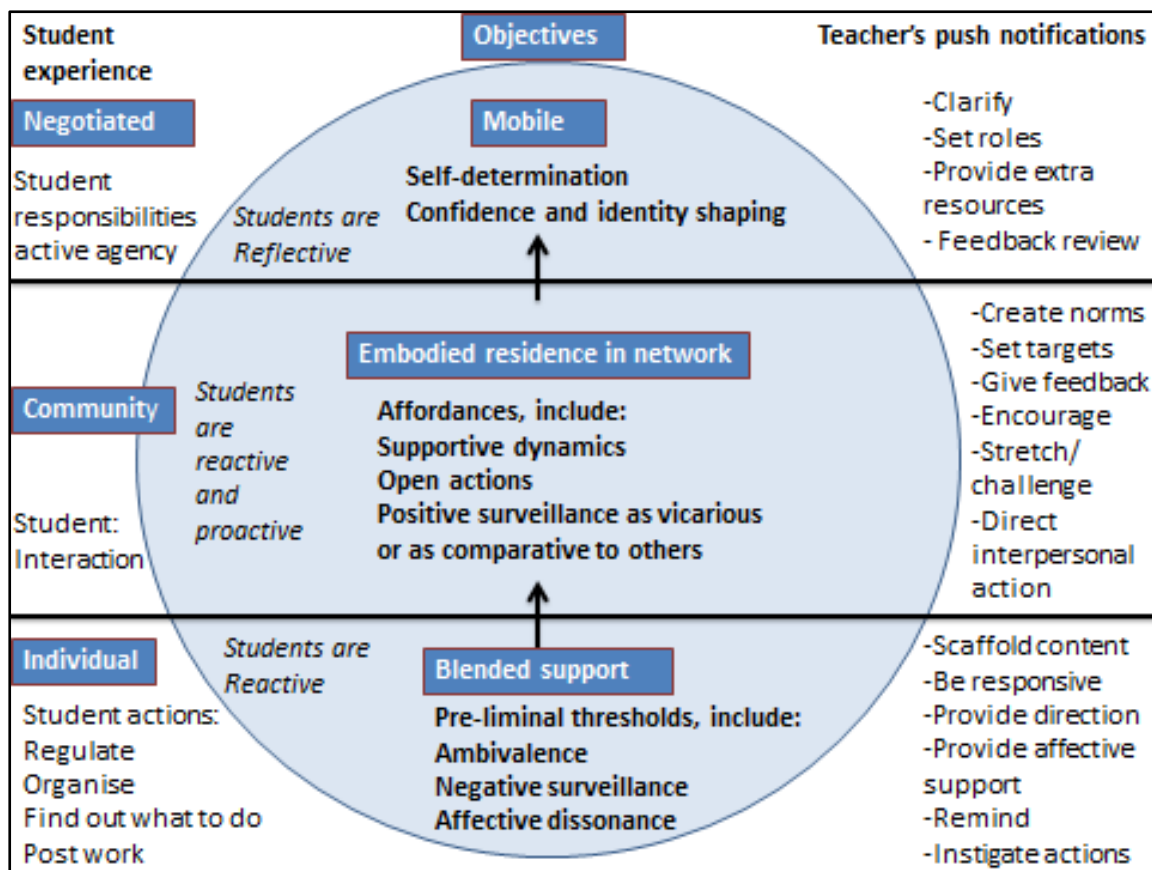 Student
experience
Objectives
Teacher's push notifications
Negotiated
Student
responsibilities
active agency
Students are
Reflective
Mobile
Self-determination
Confidence and identity shaping
-Clarify
-Set roles
-Provide extra
resources
- Feedback review
Community
Student:
Interaction
Students
are
reactive
and
proactive
Embodied residence in network
Affordances, include:
Supportive dynamics
Open actions
Positive surveillance as vicarious
or as comparative to others
-Create norms
-Set targets
-Give feedback
-Encourage
-Stretch/
challenge
-Direct
interpersonal
action
Individual
Student actions:
Regulate
Organise
Find out what to do
Post work
Students are
Reactive
Blended support
Pre-liminal thresholds, include:
Ambivalence
Negative surveillance
Affective dissonance
-Scaffold content
-Be responsive
-Provide direction
-Provide affective
support
-Remind
-Instigate actions